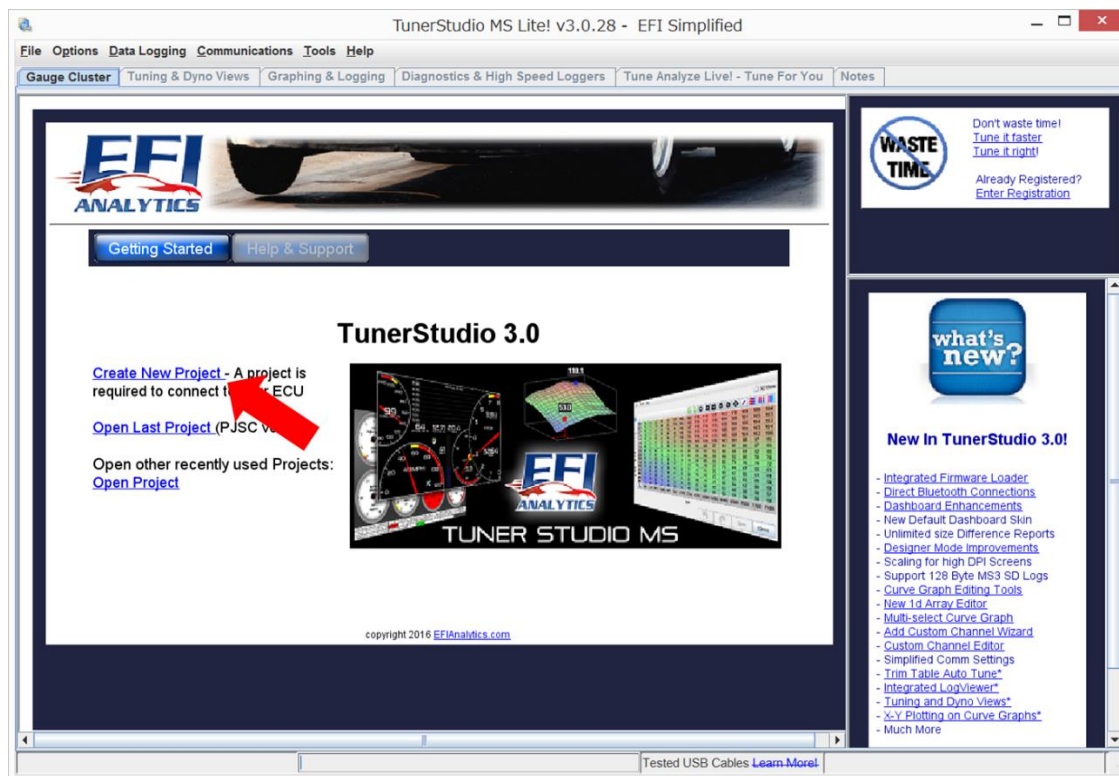 TunerStudio MS Lite! v3.0.28 - EFI Simplified
File Options Data Logging Communications Tools Help
Gauge Cluster Tuning & Dyno Views Graphing & Logging Diagnostics & High Speed Loggers Tune Analyze Live! - Tune For You Notes
EFI
ANALYTICS
Getting Started Help & Support
TunerStudio 3.0
Create New Project - A project is
required to connect ECU
Open Last Project (PJSC
Open other recently used Projects:
Open Project
EFI
ANALYTICS
TUNER STUDIO MS
copyright 2016 EFIAnalytics.com
WASTE
TIME
Don't waste time!
Tune it faster
Tune it right!
Already Registered?
Enter Registration
what's
new?
New In TunerStudio 3.0!
- Integrated Firmware Loader
- Direct Bluetooth Connections
- Dashboard Enhancements
- New Default Dashboard Skin
- Unlimited size Difference Reports
- Designer Mode Improvements
- Scaling for high DPI Screens
- Support 128 Byte MS3 SD Logs
- Curve Graph Editing Tools
- New 1d Array Editor
- Multi-select Curve Graph
- Add Custom Channel Wizard
- Custom Channel Editor
- Simplified Comm Settings
- Trim Table Auto Tune*
- Integrated LogViewer*
- Tuning and Dyno Views*
- X-Y Plotting on Curve Graphs*
- Much More
Tested USB Cables Learn More!